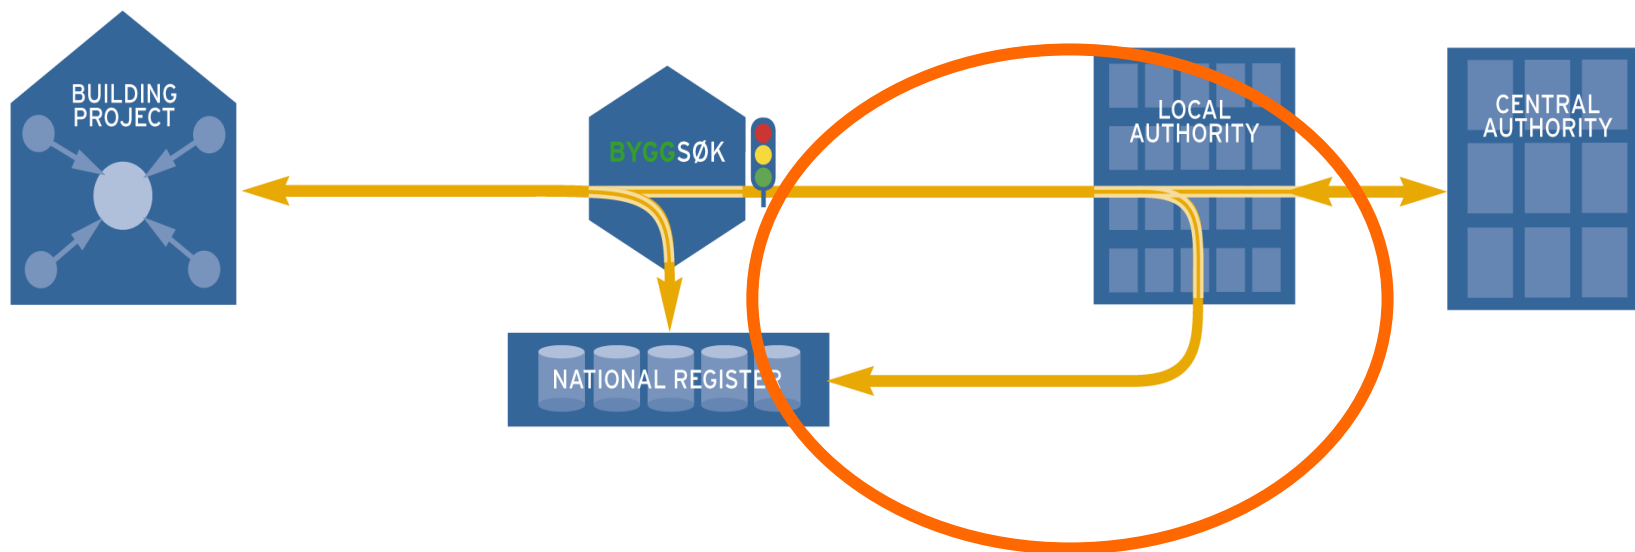 BUILDING
PROJECT
BYGGSØK
LOCAL
AUTHORITY
CENTRAL
AUTHORITY
NATIONAL REGISTER